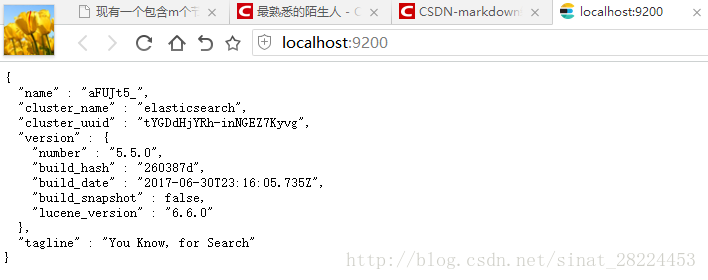 现有一个包含m个节
最熟悉的陌生人 - C
CSDN-markdown
localhost:9200
localhost:9200
{
"name" : "aFUJt5_",
"cluster_name" : "elasticsearch",
"cluster_uuid" : "tYGDdHjYRh-inNGEZ7Kyvg",
"version" : {
"number" : "5.5.0",
"build_hash" : "260387d",
"build_date" : "2017-06-30T23:16:05.735Z",
"build_snapshot" : false,
"lucene_version" : "6.6.0"
},
"tagline" : "You Know, for Search"
}
http://blog.csdn.net/sinat_28224453